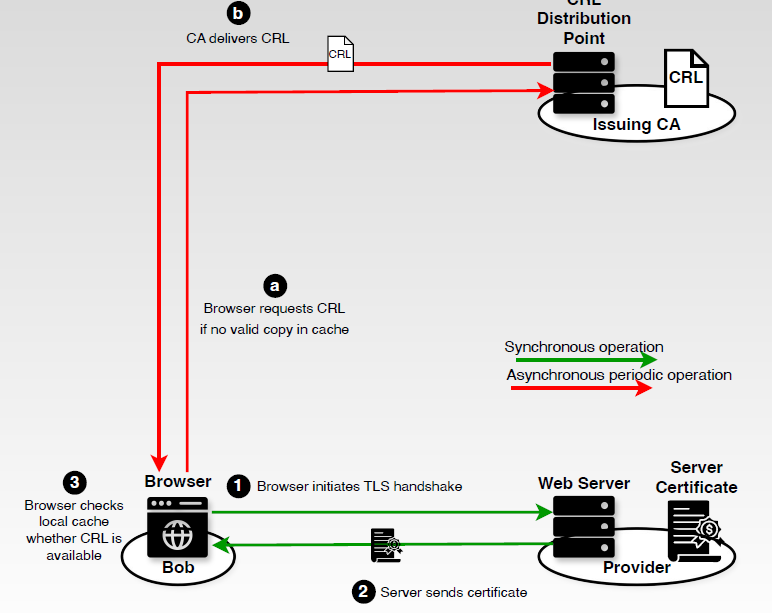 b
CA delivers CRL
CRL
CRL
Distribution
Point
CRL
Issuing CA
a
Browser requests CRL
if no valid copy in cache
Synchronous operation
Asynchronous periodic operation
3
Browser checks
local cache
whether CRL is
available
Browser
Bob
1
Browser initiates TLS handshake
Web Server
Server
Certificate
Provider
2
Server sends certificate